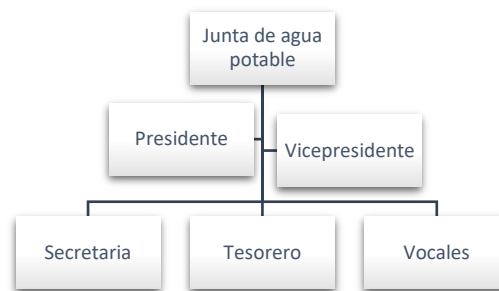 Junta de agua
potable
Presidente
Vicepresidente
Secretaria
Tesorero
Vocales